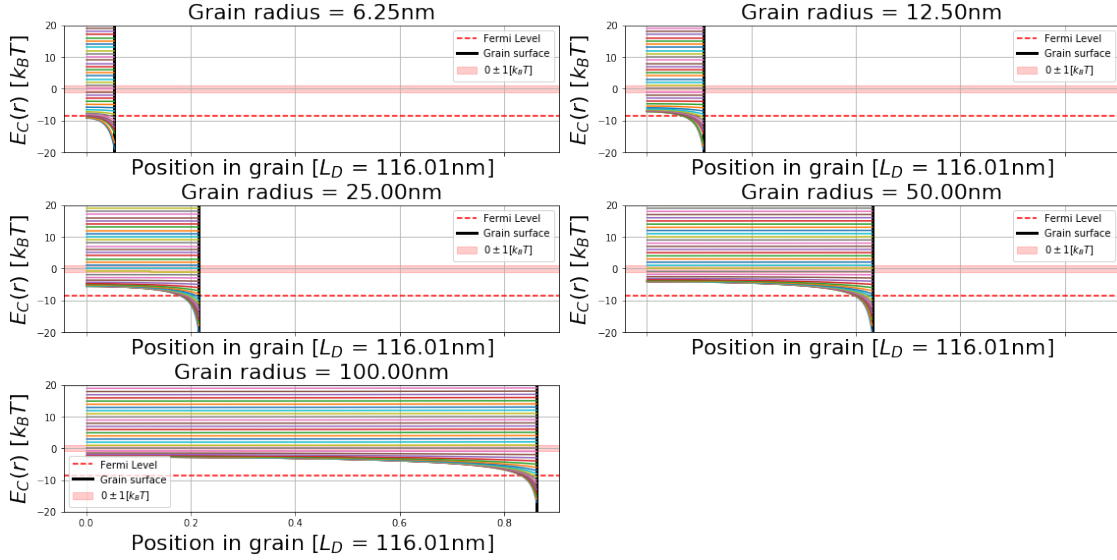 Grain radius = 6.25nm
E_C(r) [k_BT]
20
10
0
−10
−20
Fermi Level
Grain surface
0 ± 1[k_BT]
Position in grain [L_D = 116.01nm]
Grain radius = 12.50nm
E_C(r) [k_BT]
20
10
0
−10
−20
Fermi Level
Grain surface
0 ± 1[k_BT]
Position in grain [L_D = 116.01nm]
Grain radius = 25.00nm
E_C(r) [k_BT]
20
10
0
−10
−20
Fermi Level
Grain surface
0 ± 1[k_BT]
Position in grain [L_D = 116.01nm]
Grain radius = 50.00nm
E_C(r) [k_BT]
20
10
0
−10
−20
Fermi Level
Grain surface
0 ± 1[k_BT]
Position in grain [L_D = 116.01nm]
Grain radius = 100.00nm
E_C(r) [k_BT]
20
10
0
−10
−20
Fermi Level
Grain surface
0 ± 1[k_BT]
0.0 0.2 0.4 0.6 0.8
Position in grain [L_D = 116.01nm]